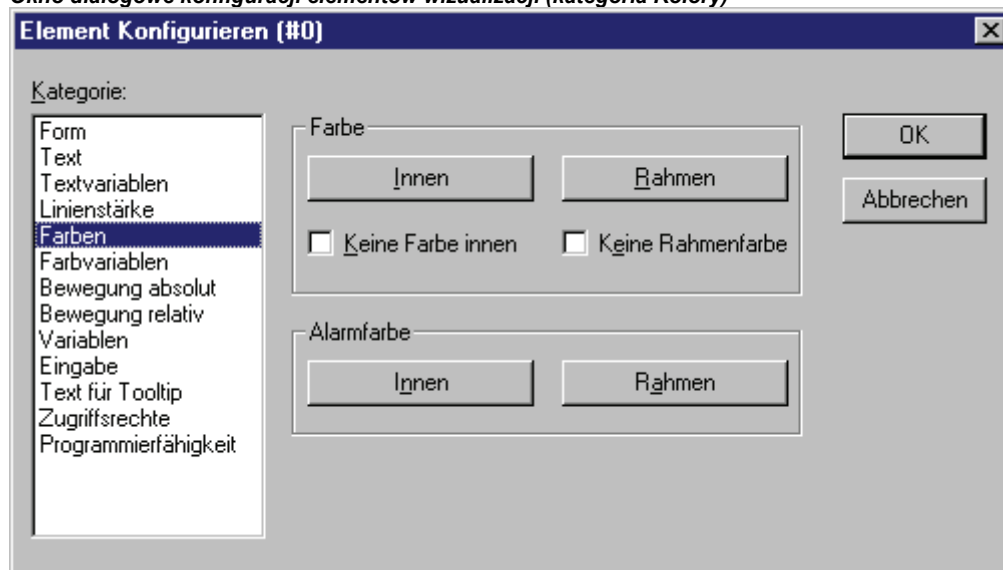 Okno dialogowe konfiguracji elementów wizualizacji (kategoria Kolory)
Element Konfigurieren (#0)
Kategorie:
Form
Text
Textvariablen
Linienstärke
Farben
Farbvariablen
Bewegung absolut
Bewegung relativ
Variablen
Eingabe
Text für Tooltip
Zugriffsrechte
Programmierfähigkeit
Farbe
Innen
Rahmen
Keine Farbe innen
Keine Rahmenfarbe
Alarmfarbe
Innen
Rahmen
OK
Abbrechen